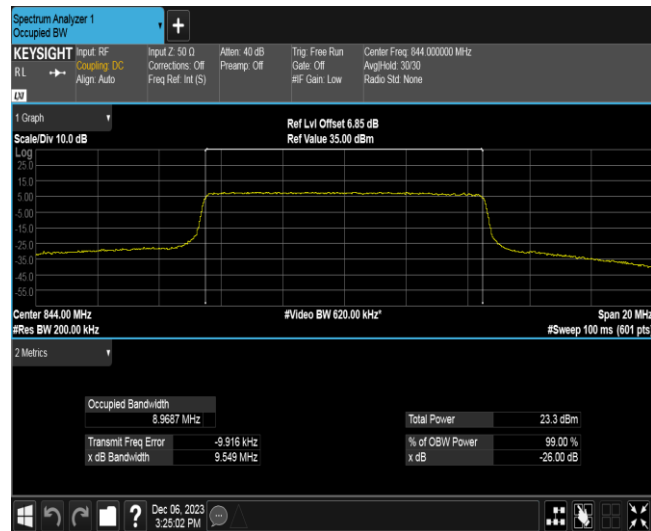 Spectrum Analyzer 1
Occupied BW
KEYSIGHT
RL
LXI
Input: RF
Coupling: DC
Align: Auto
Input Z: 50 Ω
Corrections: Off
Freq Ref: Int (S)
Atten: 40 dB
Preamp: Off
Trig: Free Run
Gate: Off
#IF Gain: Low
Center Freq: 844.000000 MHz
Avg|Hold: 30/30
Radio Std: None
1 Graph
Scale/Div 10.0 dB
Ref Lvl Offset 6.85 dB
Ref Value 35.00 dBm
Log
25.0
15.0
5.00
-5.00
-15.0
-25.0
-35.0
-45.0
-55.0
Center 844.00 MHz
#Res BW 200.00 kHz
#Video BW 620.00 kHz*
Span 20 MHz
#Sweep 100 ms (601 pts)
2 Metrics
Occupied Bandwidth
8.9687 MHz
Transmit Freq Error -9.916 kHz
x dB Bandwidth 9.549 MHz
Total Power 23.3 dBm
% of OBW Power 99.00 %
x dB -26.00 dB
?
Dec 06, 2023
3:25:02 PM